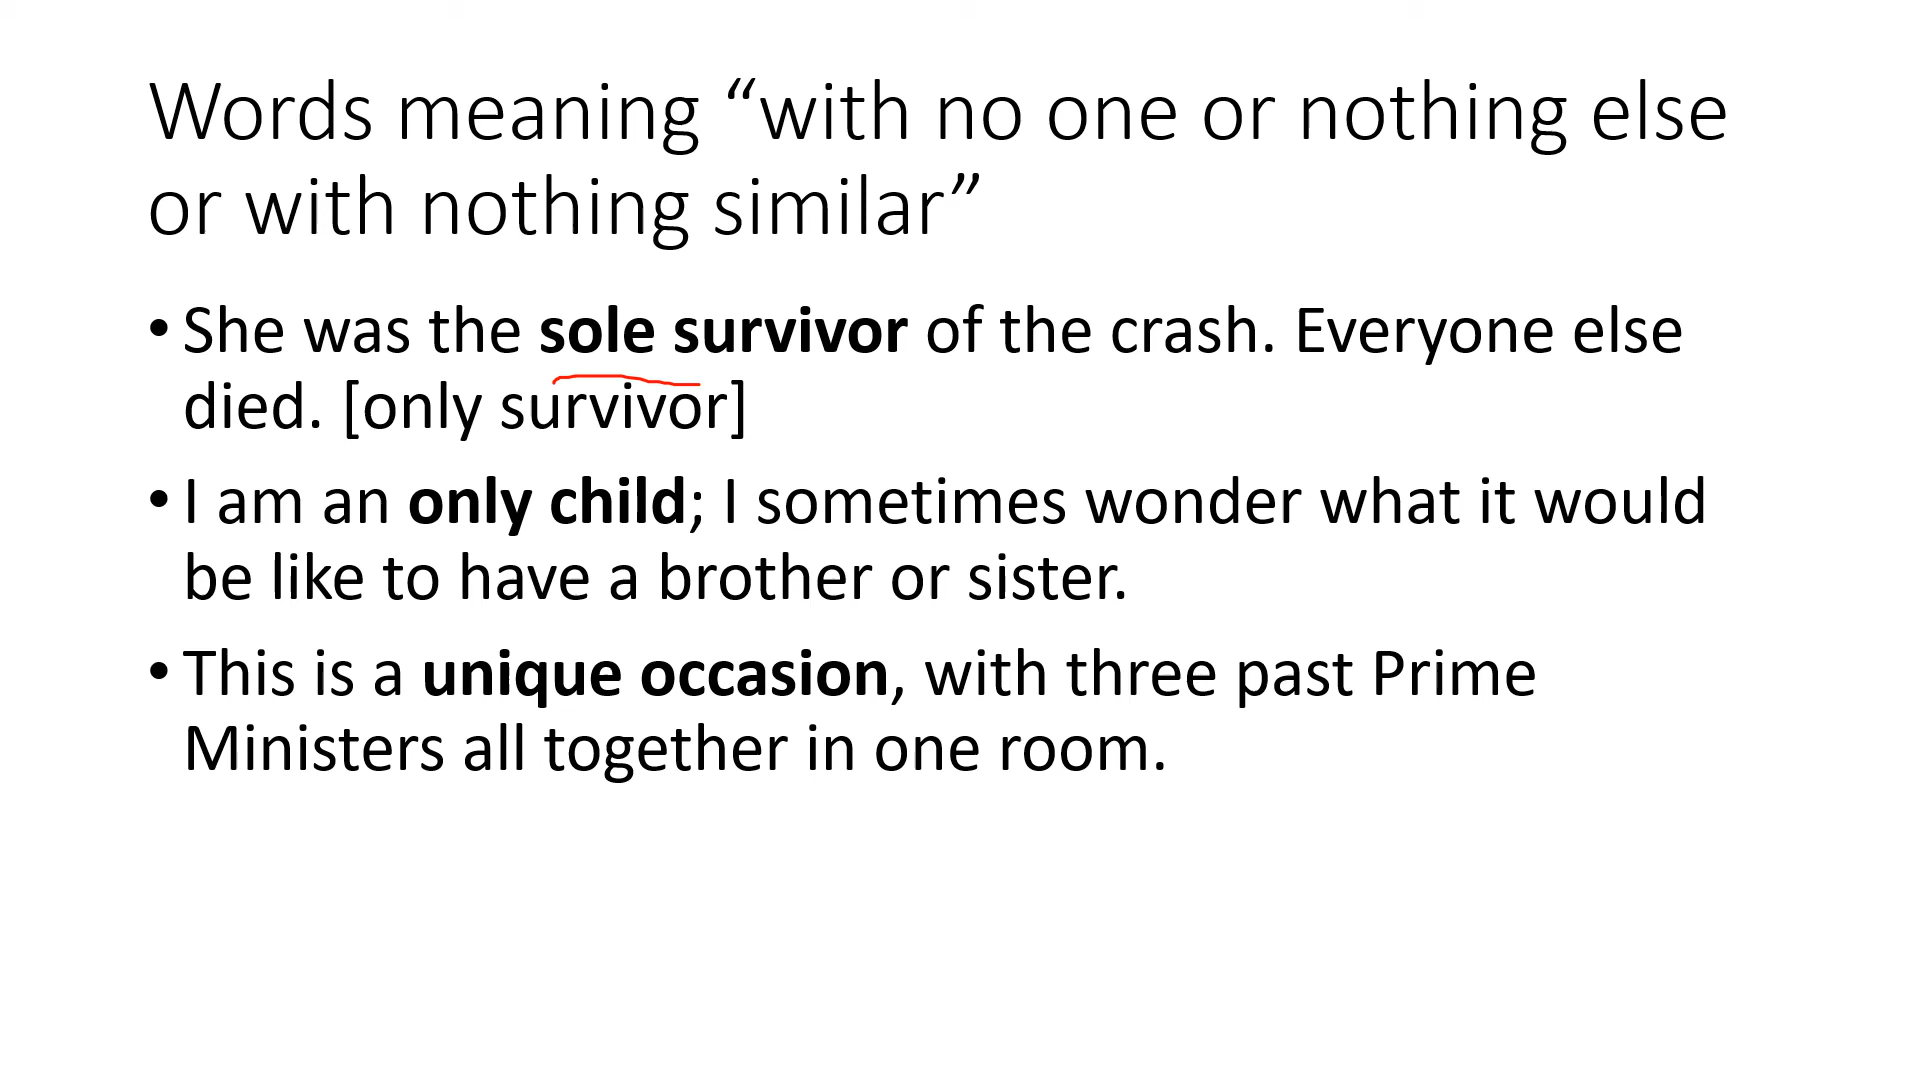 Words meaning “with no one or nothing else
or with nothing similar”
• She was the sole survivor of the crash. Everyone else
died. [only survivor]
• I am an only child; I sometimes wonder what it would
be like to have a brother or sister.
• This is a unique occasion, with three past Prime
Ministers all together in one room.